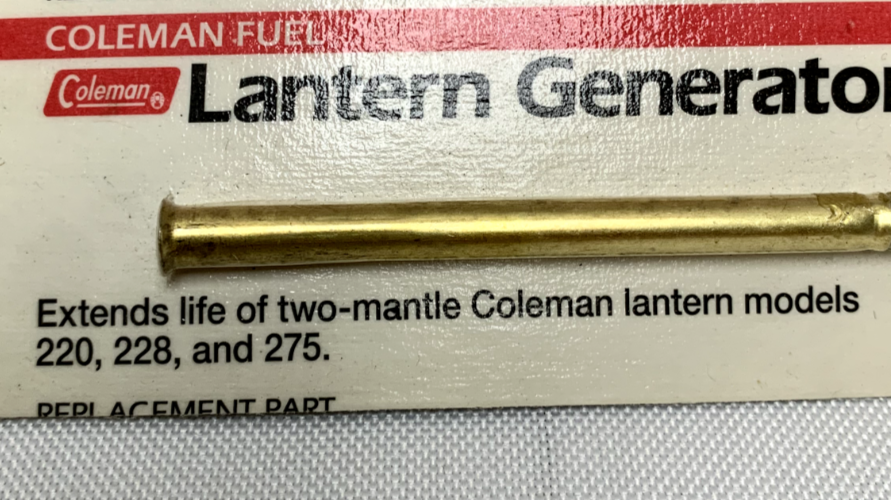 COLEMAN FUEL
Coleman® Lantern Generator
Extends life of two-mantle Coleman lantern models
220, 228, and 275.
REPLACEMENT PART